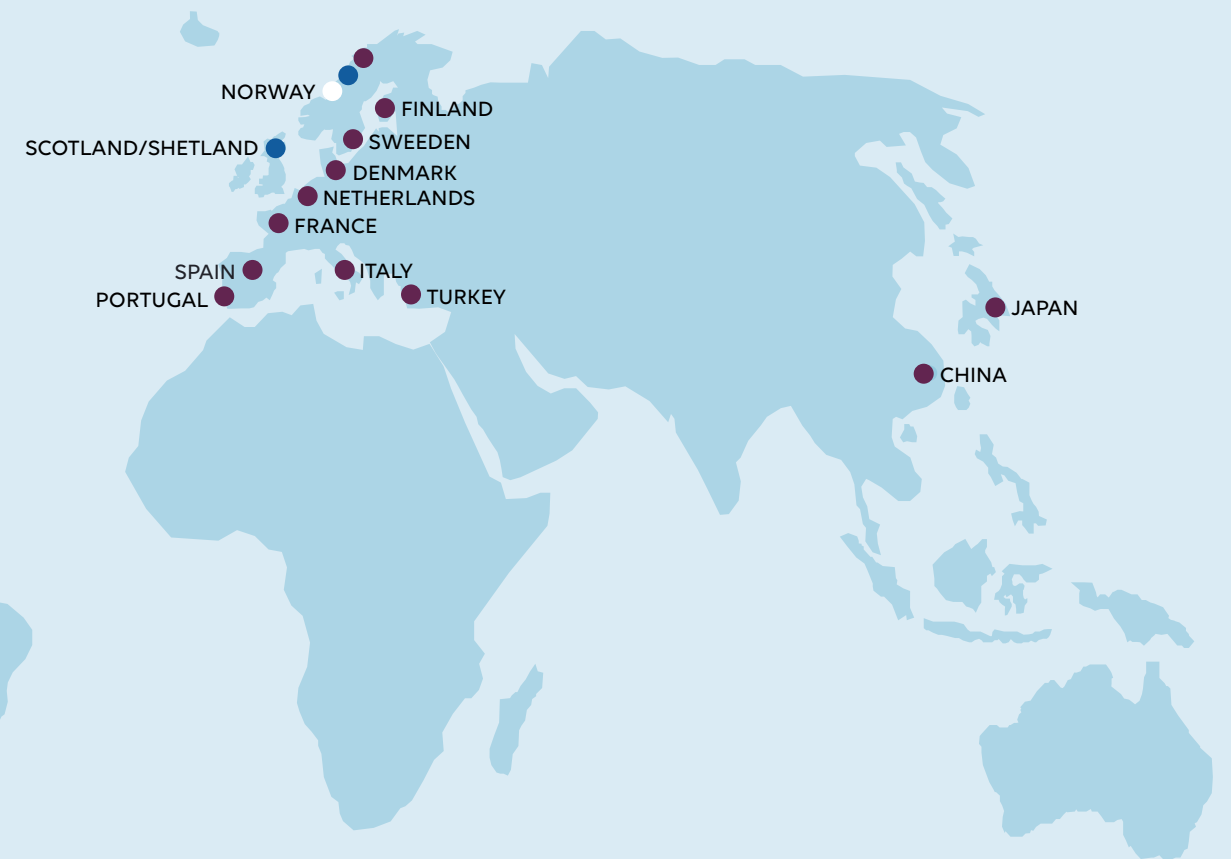 NORWAY
FINLAND
SWEEDEN
SCOTLAND/SHETLAND
DENMARK
NETHERLANDS
FRANCE
SPAIN
ITALY
PORTUGAL
TURKEY
JAPAN
CHINA